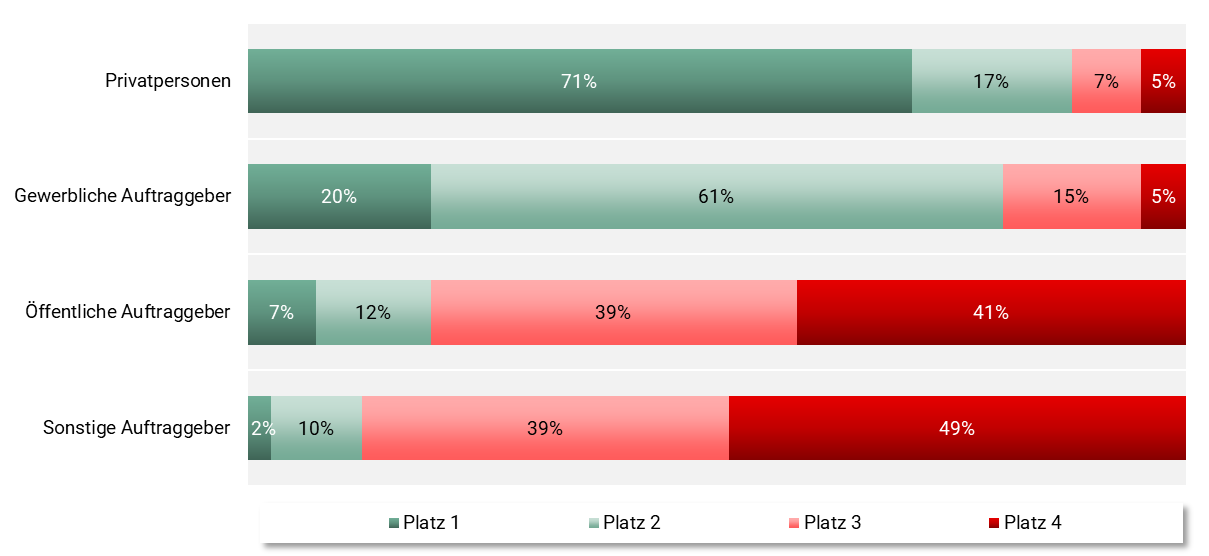 Privatpersonen 71% 17% 7% 5%
Gewerbliche Auftraggeber 20% 61% 15% 5%
Öffentliche Auftraggeber 7% 12% 39% 41%
Sonstige Auftraggeber 2% 10% 39% 49%
Platz 1 Platz 2 Platz 3 Platz 4